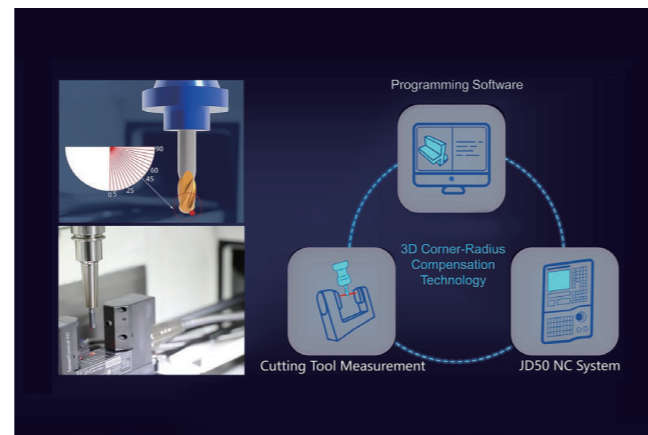 Programming Software
90
60
45
25
0 5
3D Corner-Radius
Compensation
Technology
Cutting Tool Measurement
JD50 NC System